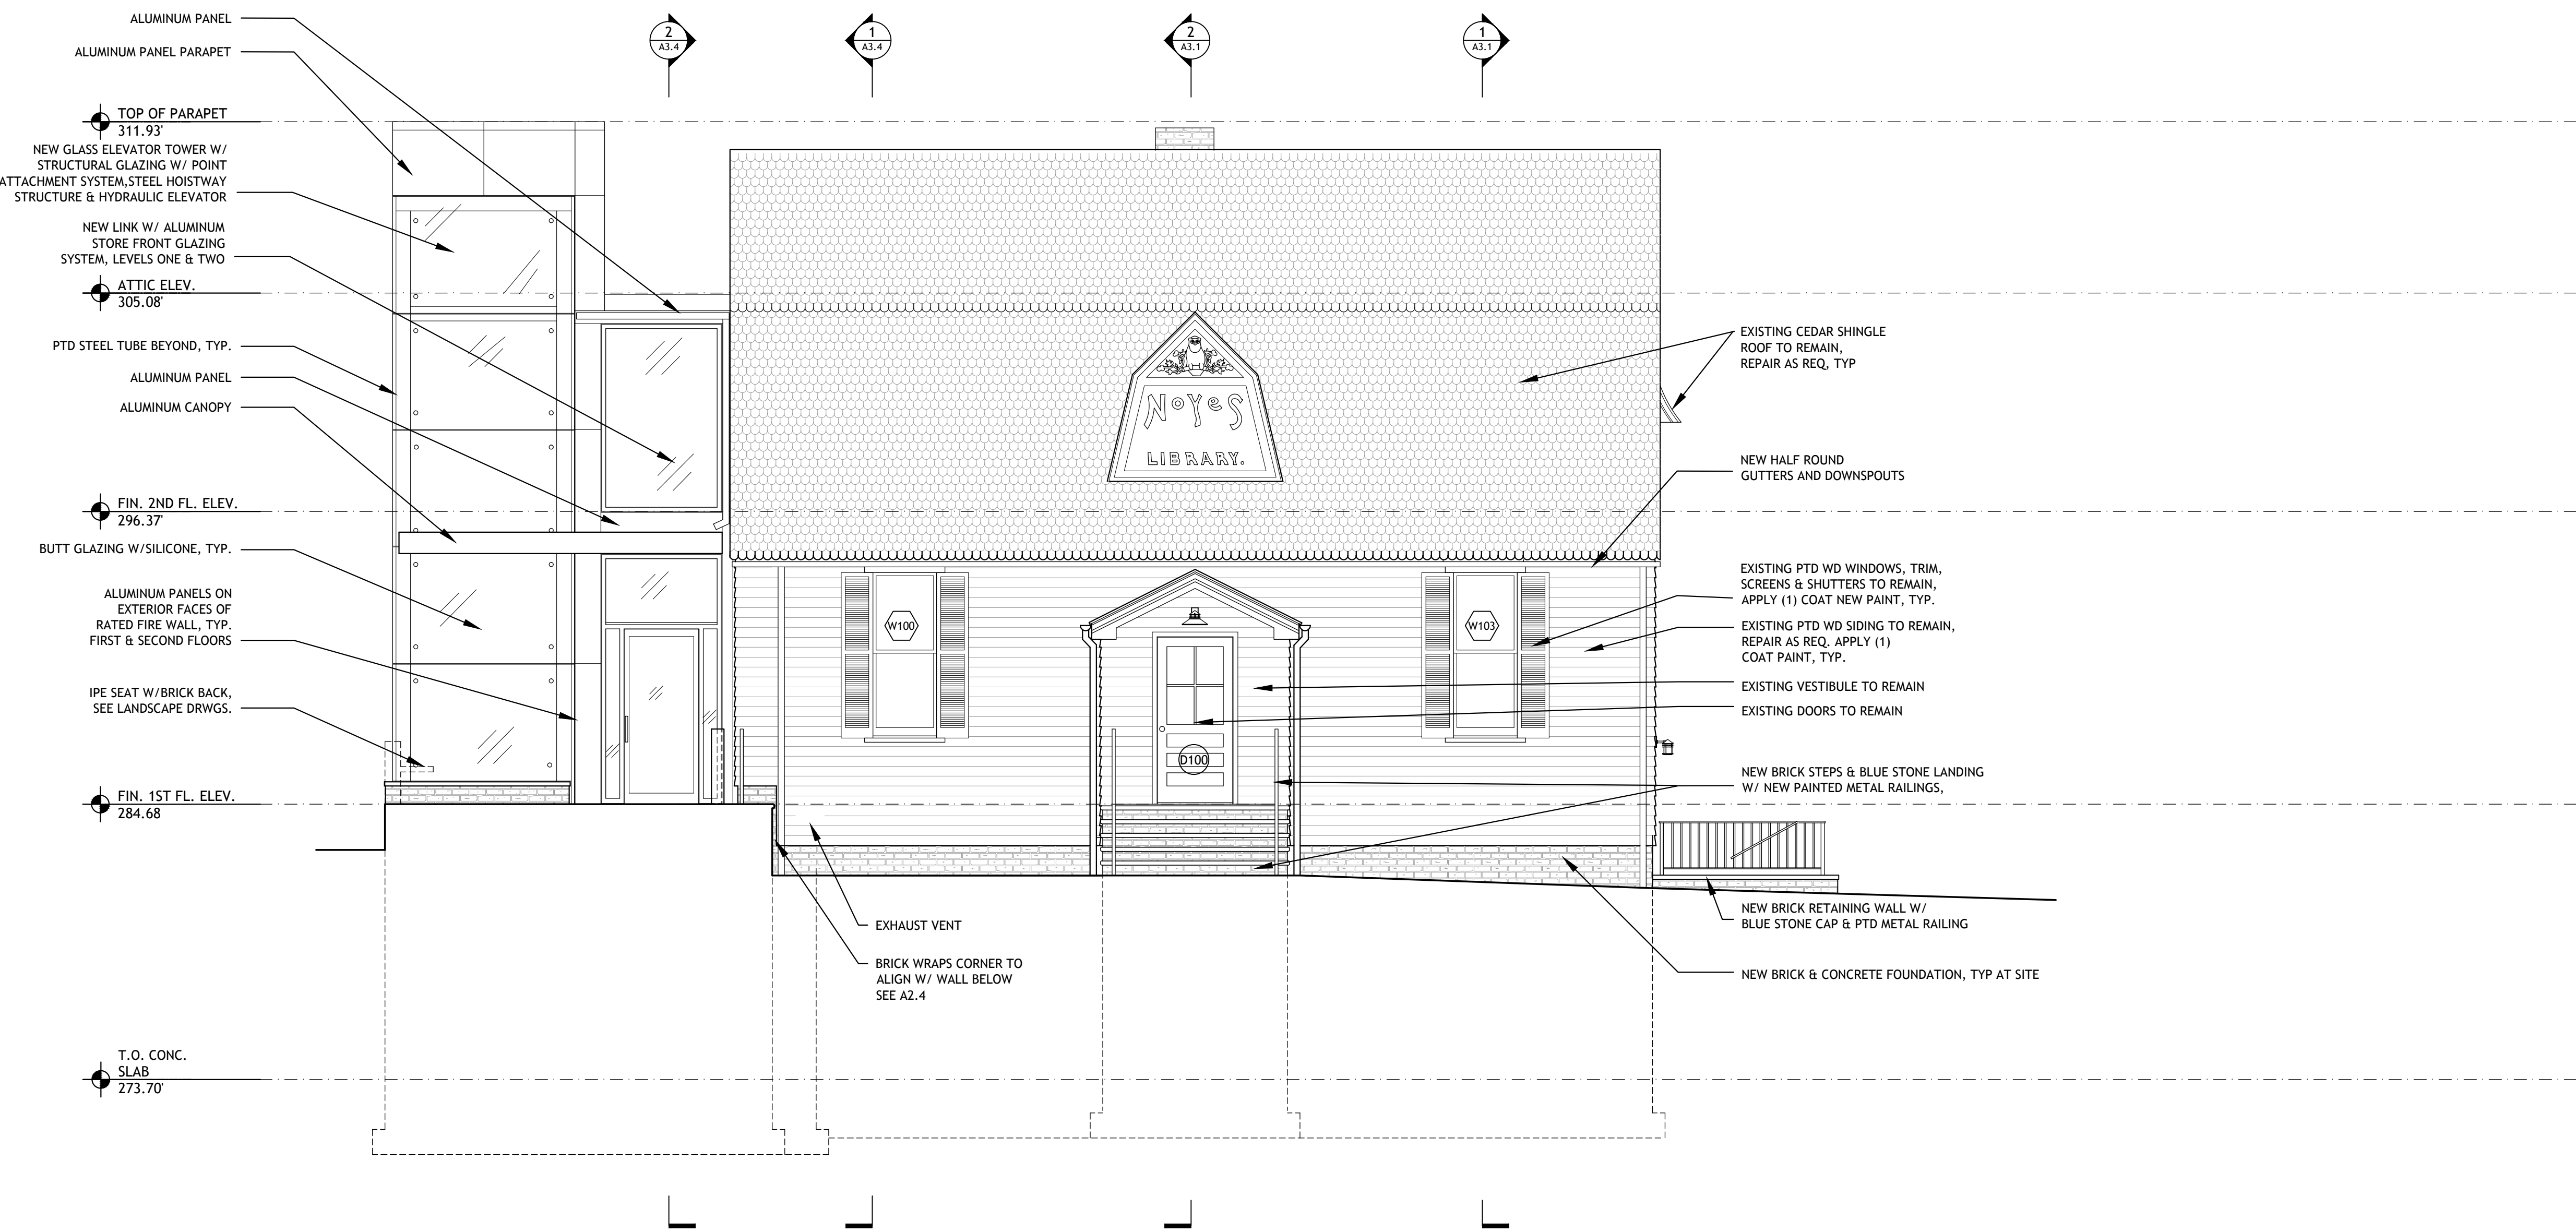 ALUMINUM PANEL
ALUMINUM PANEL PARAPET
2
A3.4
1
A3.4
2
A3.1
1
A3.1
TOP OF PARAPET
311.93'
NEW GLASS ELEVATOR TOWER W/
STRUCTURAL GLAZING W/ POINT
ATTACHMENT SYSTEM,STEEL HOISTWAY
STRUCTURE & HYDRAULIC ELEVATOR
NEW LINK W/ ALUMINUM
STORE FRONT GLAZING
SYSTEM, LEVELS ONE & TWO
ATTIC ELEV.
305.08'
PTD STEEL TUBE BEYOND, TYP.
ALUMINUM PANEL
ALUMINUM CANOPY
FIN. 2ND FL. ELEV.
296.37'
BUTT GLAZING W/SILICONE, TYP.
ALUMINUM PANELS ON
EXTERIOR FACES OF
RATED FIRE WALL, TYP.
FIRST & SECOND FLOORS
IPE SEAT W/BRICK BACK,
SEE LANDSCAPE DRWGS.
FIN. 1ST FL. ELEV.
284.68
T.O. CONC.
SLAB
273.70'
NOYES
LIBRARY.
W100
W103
D100
EXHAUST VENT
BRICK WRAPS CORNER TO
ALIGN W/ WALL BELOW
SEE A2.4
EXISTING CEDAR SHINGLE
ROOF TO REMAIN,
REPAIR AS REQ, TYP
NEW HALF ROUND
GUTTERS AND DOWNSPOUTS
EXISTING PTD WD WINDOWS, TRIM,
SCREENS & SHUTTERS TO REMAIN,
APPLY (1) COAT NEW PAINT, TYP.
EXISTING PTD WD SIDING TO REMAIN,
REPAIR AS REQ. APPLY (1)
COAT PAINT, TYP.
EXISTING VESTIBULE TO REMAIN
EXISTING DOORS TO REMAIN
NEW BRICK STEPS & BLUE STONE LANDING
W/ NEW PAINTED METAL RAILINGS,
NEW BRICK RETAINING WALL W/
BLUE STONE CAP & PTD METAL RAILING
NEW BRICK & CONCRETE FOUNDATION, TYP AT SITE